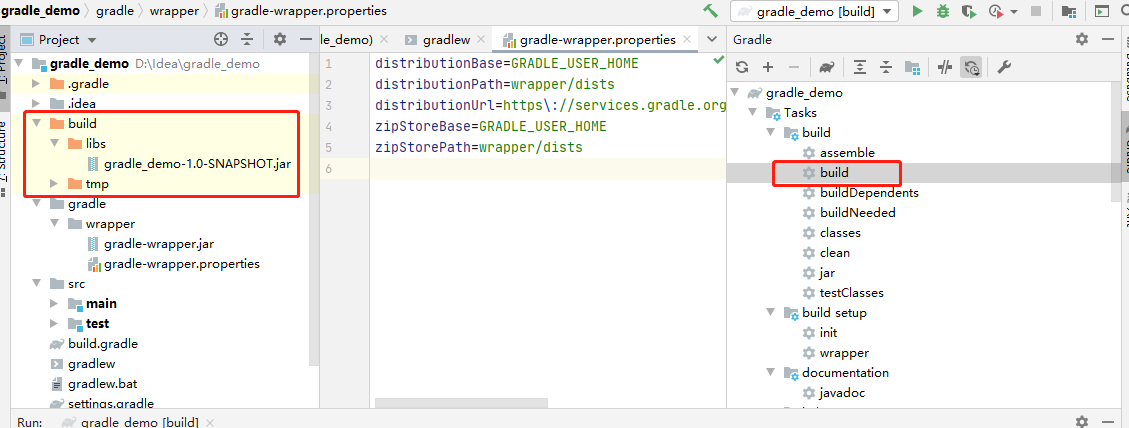 gradle_demo gradle wrapper gradle-wrapper.properties
gradle_demo [build]
Project
le_demo)
gradlew
gradle-wrapper.properties
Gradle
gradle_demo D:\Idea\gradle_demo
.gradle
.idea
build
libs
gradle_demo-1.0-SNAPSHOT.jar
tmp
gradle
wrapper
gradle-wrapper.jar
gradle-wrapper.properties
src
main
test
build.gradle
gradlew
gradlew.bat
settings.gradle
1 distributionBase=GRADLE_USER_HOME
2 distributionPath=wrapper/dists
3 distributionUrl=https\://services.gradle.org
4 zipStoreBase=GRADLE_USER_HOME
5 zipStorePath=wrapper/dists
6
gradle_demo
Tasks
build
assemble
build
buildDependents
buildNeeded
classes
clean
jar
testClasses
build setup
init
wrapper
documentation
javadoc
Run: gradle_demo [build]